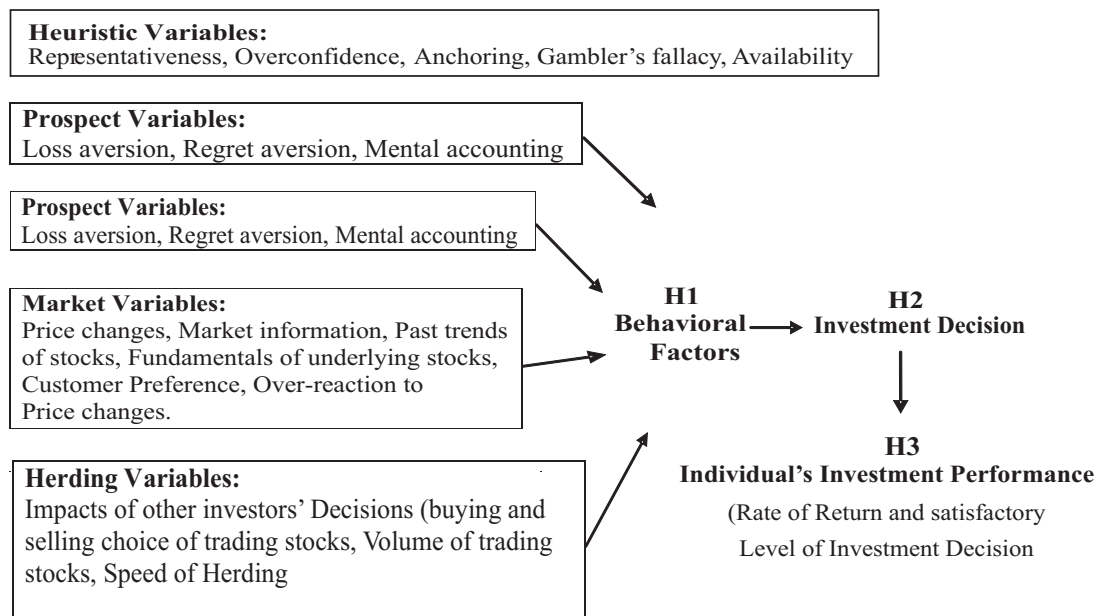 Heuristic Variables:
Representativeness, Overconfidence, Anchoring, Gambler’s fallacy, Availability
Prospect Variables:
Loss aversion, Regret aversion, Mental accounting
Prospect Variables:
Loss aversion, Regret aversion, Mental accounting
Market Variables:
Price changes, Market information, Past trends
of stocks, Fundamentals of underlying stocks,
Customer Preference, Over-reaction to
Price changes.
Herding Variables:
Impacts of other investors’ Decisions (buying and
selling choice of trading stocks, Volume of trading
stocks, Speed of Herding
H1
Behavioral
Factors
H2
Investment Decision
H3
Individual’s Investment Performance
(Rate of Return and satisfactory
Level of Investment Decision